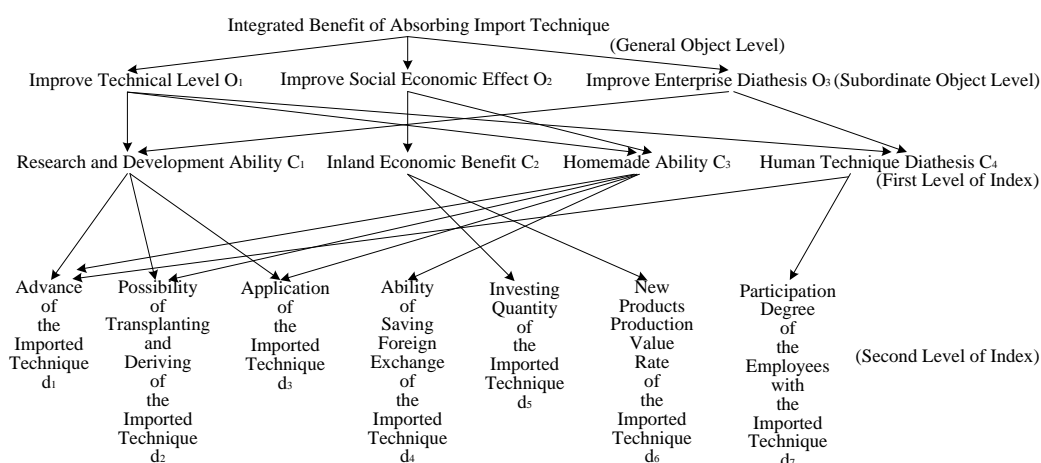 Integrated Benefit of Absorbing Import Technique
(General Object Level)
Improve Technical Level O1
Improve Social Economic Effect O2
Improve Enterprise Diathesis O3
(Subordinate Object Level)
Research and Development Ability C1
Inland Economic Benefit C2
Homemade Ability C3
Human Technique Diathesis C4
(First Level of Index)
Advance
of
the
Imported
Technique
d1
Possibility
of
Transplanting
and
Deriving
of
the
Imported
Technique
d2
Application
of
the
Imported
Technique
d3
Ability
of
Saving
Foreign
Exchange
of
the
Imported
Technique
d4
Investing
Quantity
of
the
Imported
Technique
d5
New
Products
Production
Value
Rate
of
the
Imported
Technique
d6
Participation
Degree
of
the
Employees
with
the
Imported
Technique
d7
(Second Level of Index)